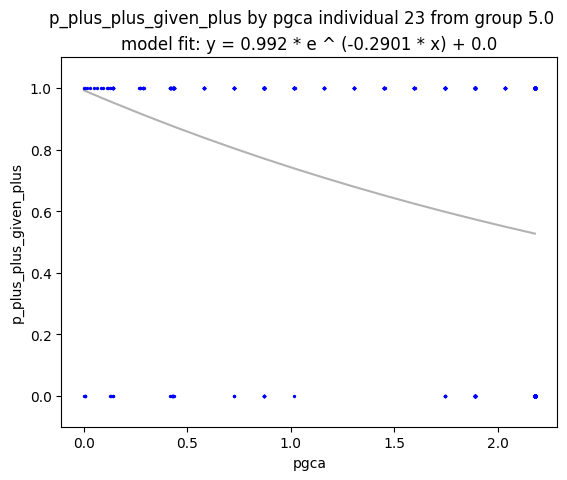 p_plus_plus_given_plus by pgca individual 23 from group 5.0
model fit: y = 0.992 * e ^ (-0.2901 * x) + 0.0
p_plus_plus_given_plus
1.0
0.8
0.6
0.4
0.2
0.0
0.0 0.5 1.0 1.5 2.0
pgca